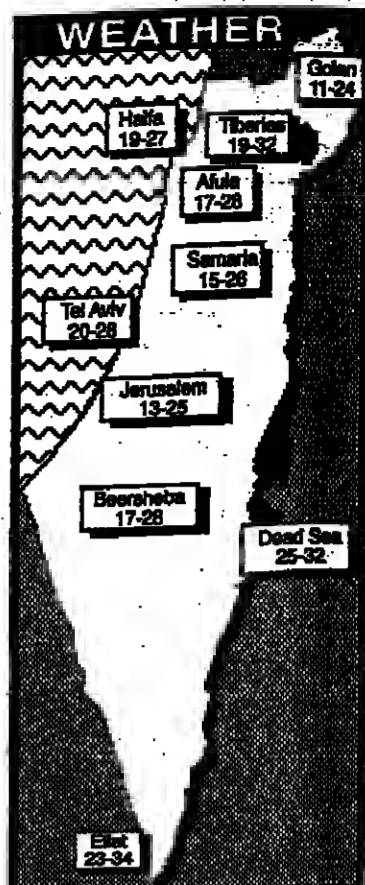 WEATHER
Golan
11-24
Haifa
19-27
Tiberias
19-32
Afula
17-28
Samaria
15-26
Tel Aviv
20-28
Jerusalem
13-25
Beersheba
17-28
Dead Sea
25-32
Eilat
23-34